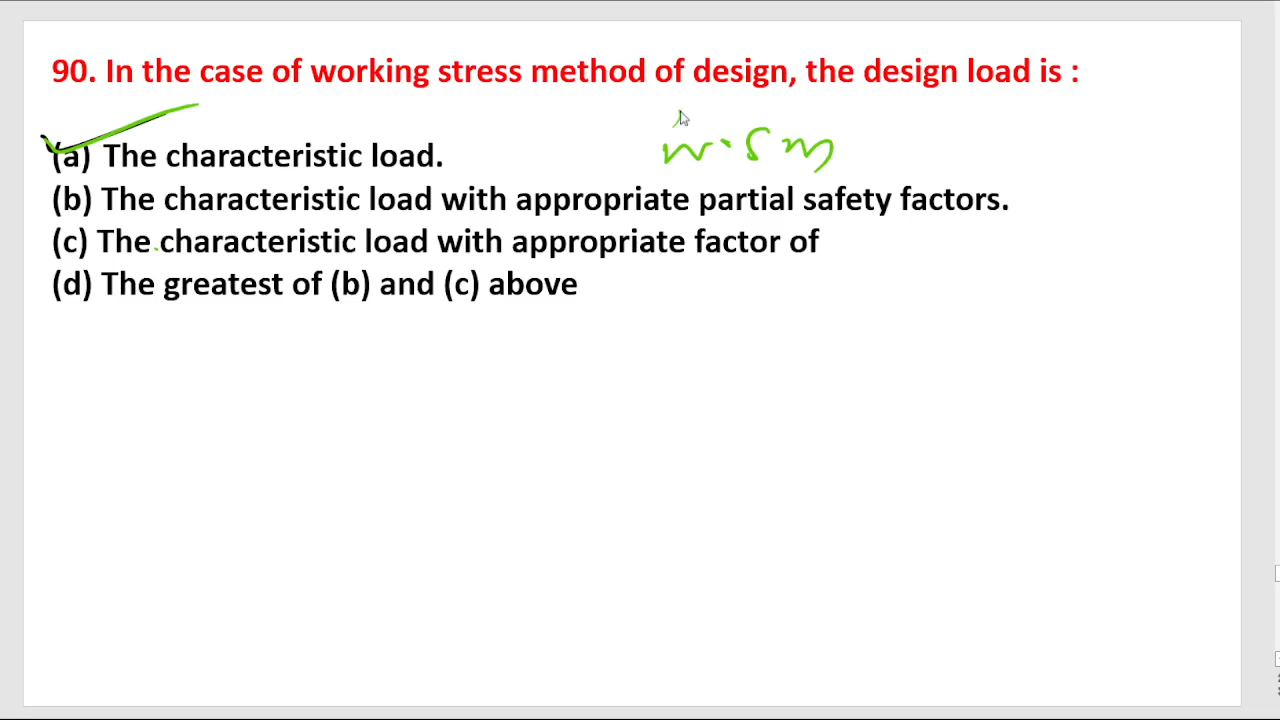 90. In the case of working stress method of design, the design load is :
(a) The characteristic load.
w.sm
(b) The characteristic load with appropriate partial safety factors.
(c) The characteristic load with appropriate factor of
(d) The greatest of (b) and (c) above